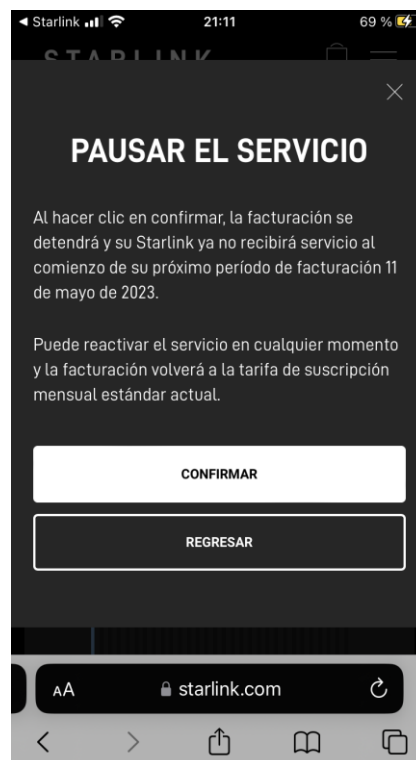 ◀ Starlink
21:11
69 %
STARLINK
PAUSAR EL SERVICIO
Al hacer clic en confirmar, la facturación se
detendrá y su Starlink ya no recibirá servicio al
comienzo de su próximo período de facturación 11
de mayo de 2023.
Puede reactivar el servicio en cualquier momento
y la facturación volverá a la tarifa de suscripción
mensual estándar actual.
CONFIRMAR
REGRESAR
AA
starlink.com